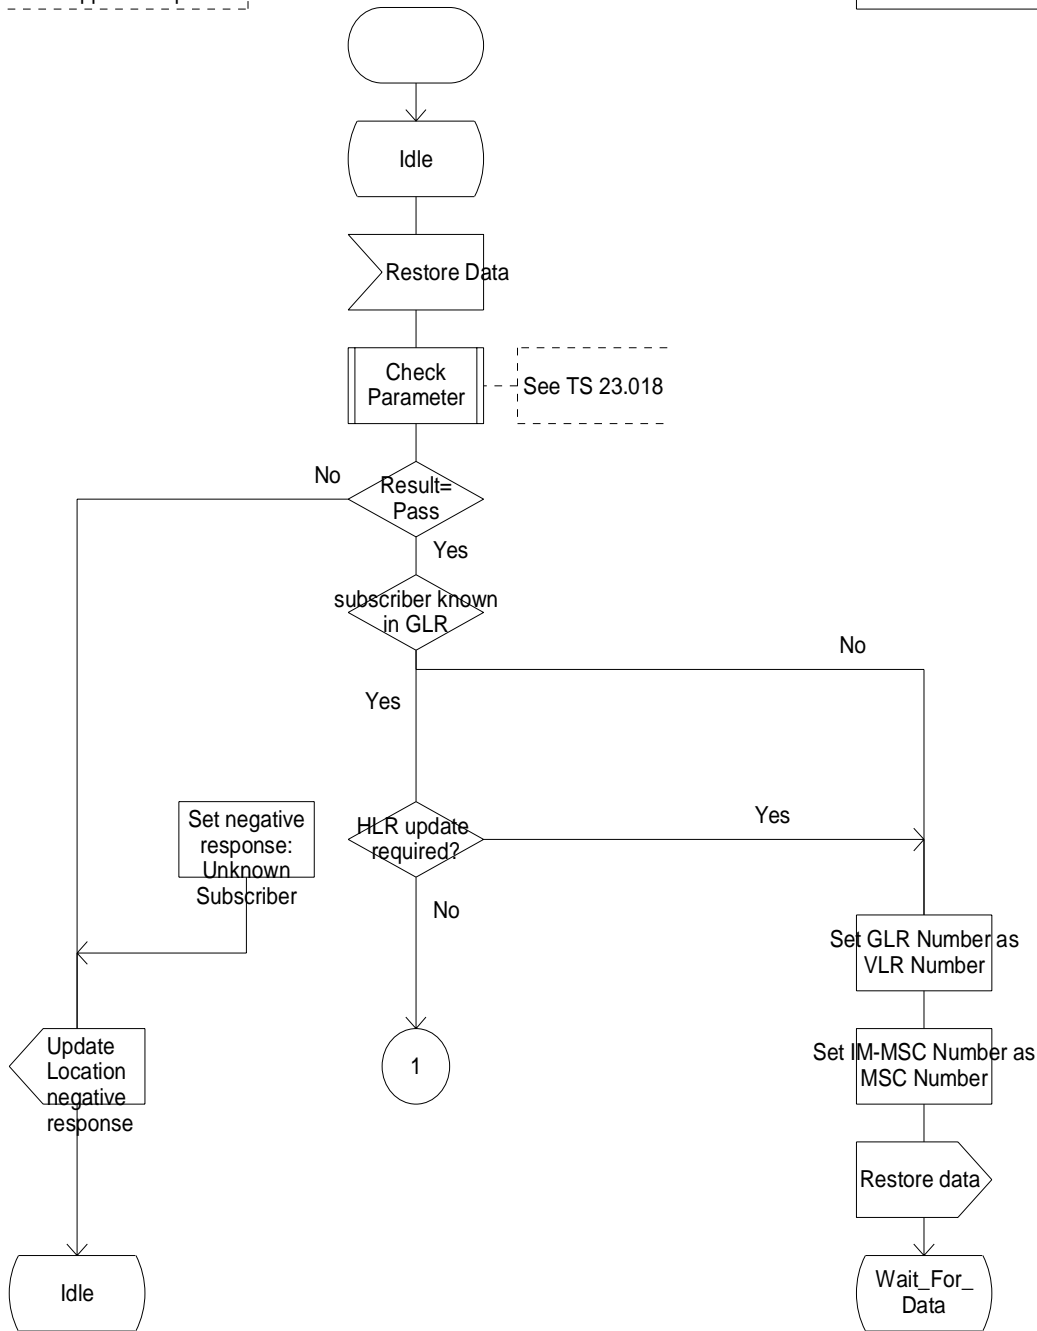 Idle
Restore Data
Check
Parameter
See TS 23.018
No
Result=
Pass
Yes
subscriber known
in GLR
No
Yes
Set negative
response:
Unknown
Subscriber
HLR update
required?
Yes
No
Set GLR Number as
VLR Number
Update
Location
negative
response
1
Set IM-MSC Number as
MSC Number
Restore data
Idle
Wait_For_
Data